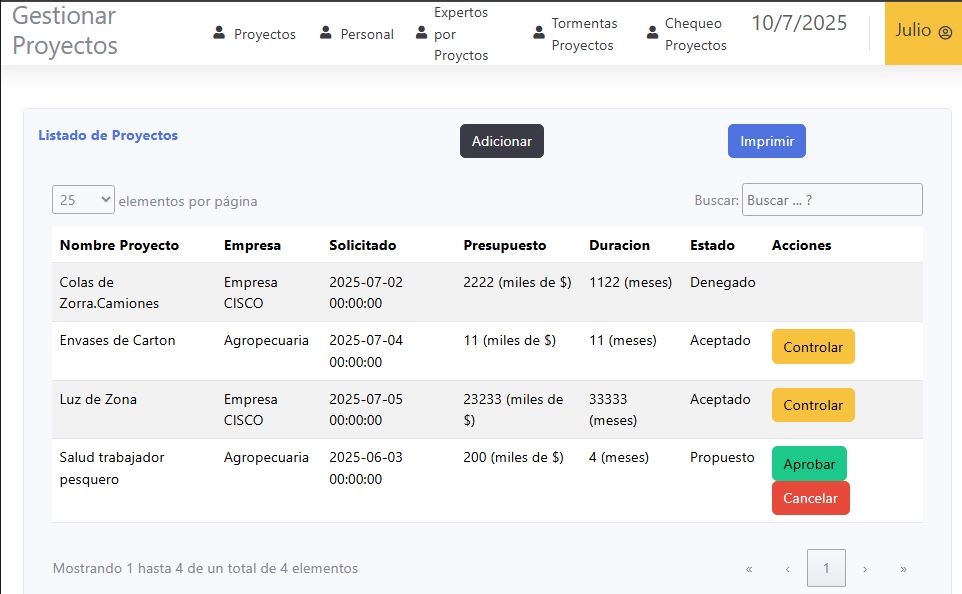 Gestionar
Proyectos
Proyectos
Personal
Expertos
por
Proyctos
Tormentas
Proyectos
Chequeo
Proyectos
10/7/2025
Julio
Listado de Proyectos
Adicionar
Imprimir
25 elementos por página
Buscar: Buscar ... ?
Nombre Proyecto Empresa Solicitado Presupuesto Duracion Estado Acciones
Colas de Empresa 2025-07-02 2222 (miles de $) 1122 (meses) Denegado
Zorra.Camiones CISCO 00:00:00
Envases de Carton Agropecuaria 2025-07-04 11 (miles de $) 11 (meses) Aceptado Controlar
00:00:00
Luz de Zona Empresa 2025-07-05 23233 (miles de 33333 Aceptado Controlar
CISCO 00:00:00 $) (meses)
Salud trabajador Agropecuaria 2025-06-03 200 (miles de $) 4 (meses) Propuesto Aprobar
pesquero 00:00:00 Cancelar
Mostrando 1 hasta 4 de un total de 4 elementos
« ‹ 1 › »